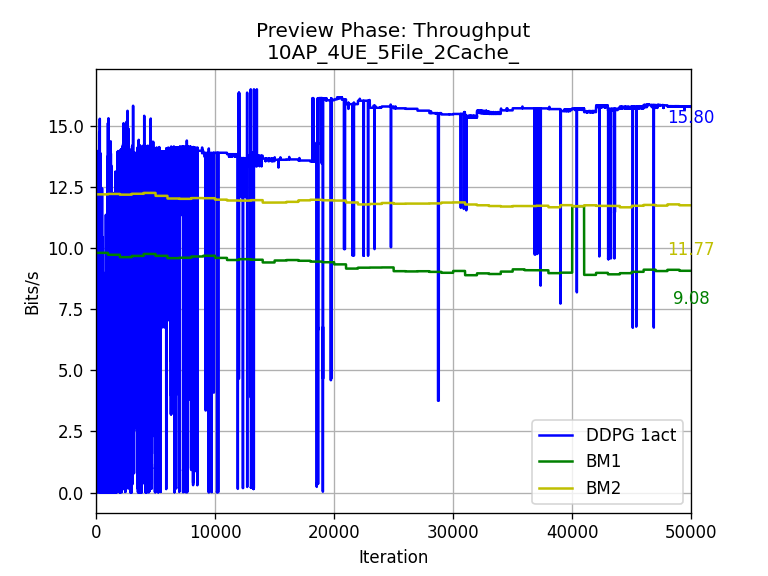 Preview Phase: Throughput
10AP_4UE_5File_2Cache_
Bits/s
15.0
12.5
10.0
7.5
5.0
2.5
0.0
15.80
11.77
9.08
DDPG 1act
BM1
BM2
0 10000 20000 30000 40000 50000
Iteration